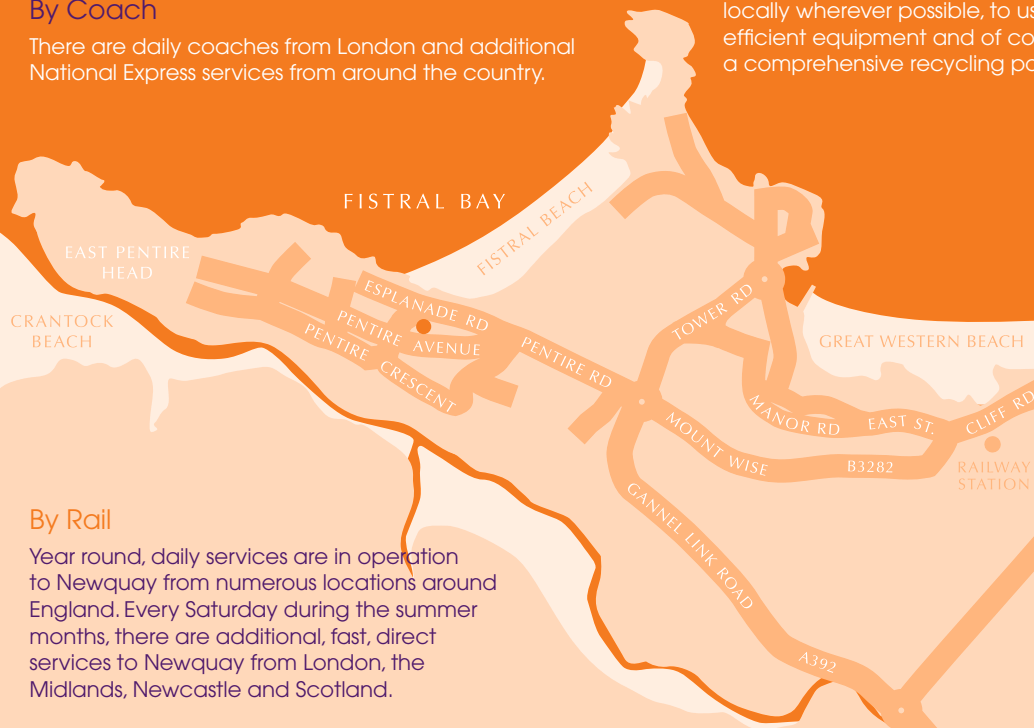 By Coach
There are daily coaches from London and additional
National Express services from around the country.
locally wherever possible, to us
efficient equipment and of co
a comprehensive recycling po
FISTRAL BAY
FISTRAL BEACH
EAST PENTIRE
HEAD
CRANTOCK
BEACH
ESPLANADE RD
PENTIRE AVENUE
PENTIRE CRESCENT
PENTIRE RD
TOWER RD
GREAT WESTERN BEACH
MANOR RD
EAST ST.
CLIFF RD
MOUNT WISE
B3282
RAILWAY
STATION
GANNEL LINK ROAD
A392
By Rail
Year round, daily services are in operation
to Newquay from numerous locations around
England. Every Saturday during the summer
months, there are additional, fast, direct
services to Newquay from London, the
Midlands, Newcastle and Scotland.